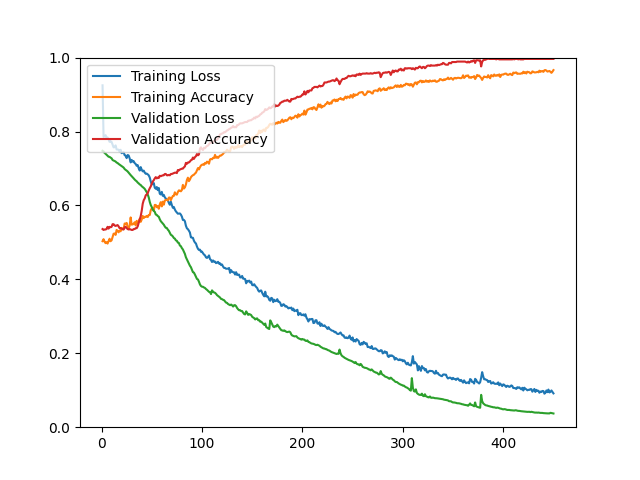 1.0
0.8
0.6
0.4
0.2
0.0
Training Loss
Training Accuracy
Validation Loss
Validation Accuracy
0 100 200 300 400